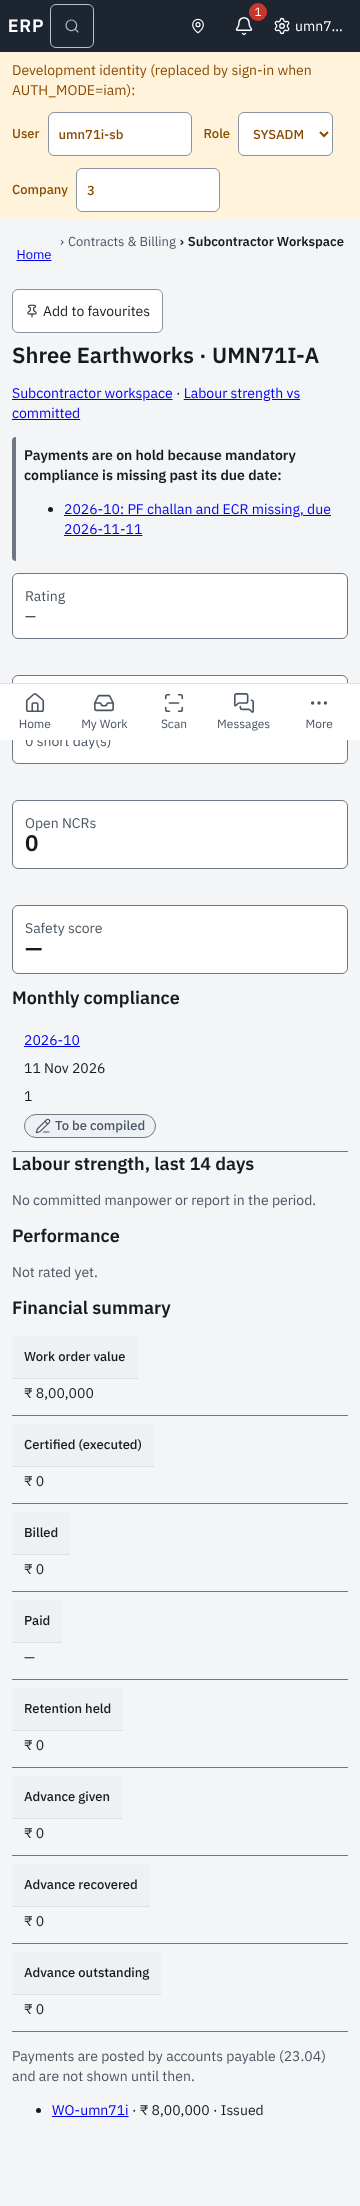 ERP
1
umn7...
Development identity (replaced by sign-in when
AUTH_MODE=iam):
User
umn71i-sb
Role
SYSADM
Company
3
Home
› Contracts & Billing › Subcontractor Workspace
Add to favourites
Shree Earthworks · UMN71I-A
Subcontractor workspace · Labour strength vs
committed
Payments are on hold because mandatory
compliance is missing past its due date:
2026-10: PF challan and ECR missing, due
2026-11-11
Rating
—
Home
My Work
Scan
Messages
More
0 short day(s)
Open NCRs
0
Safety score
—
Monthly compliance
2026-10
11 Nov 2026
1
To be compiled
Labour strength, last 14 days
No committed manpower or report in the period.
Performance
Not rated yet.
Financial summary
Work order value
₹ 8,00,000
Certified (executed)
₹ 0
Billed
₹ 0
Paid
—
Retention held
₹ 0
Advance given
₹ 0
Advance recovered
₹ 0
Advance outstanding
₹ 0
Payments are posted by accounts payable (23.04)
and are not shown until then.
WO-umn71i · ₹ 8,00,000 · Issued